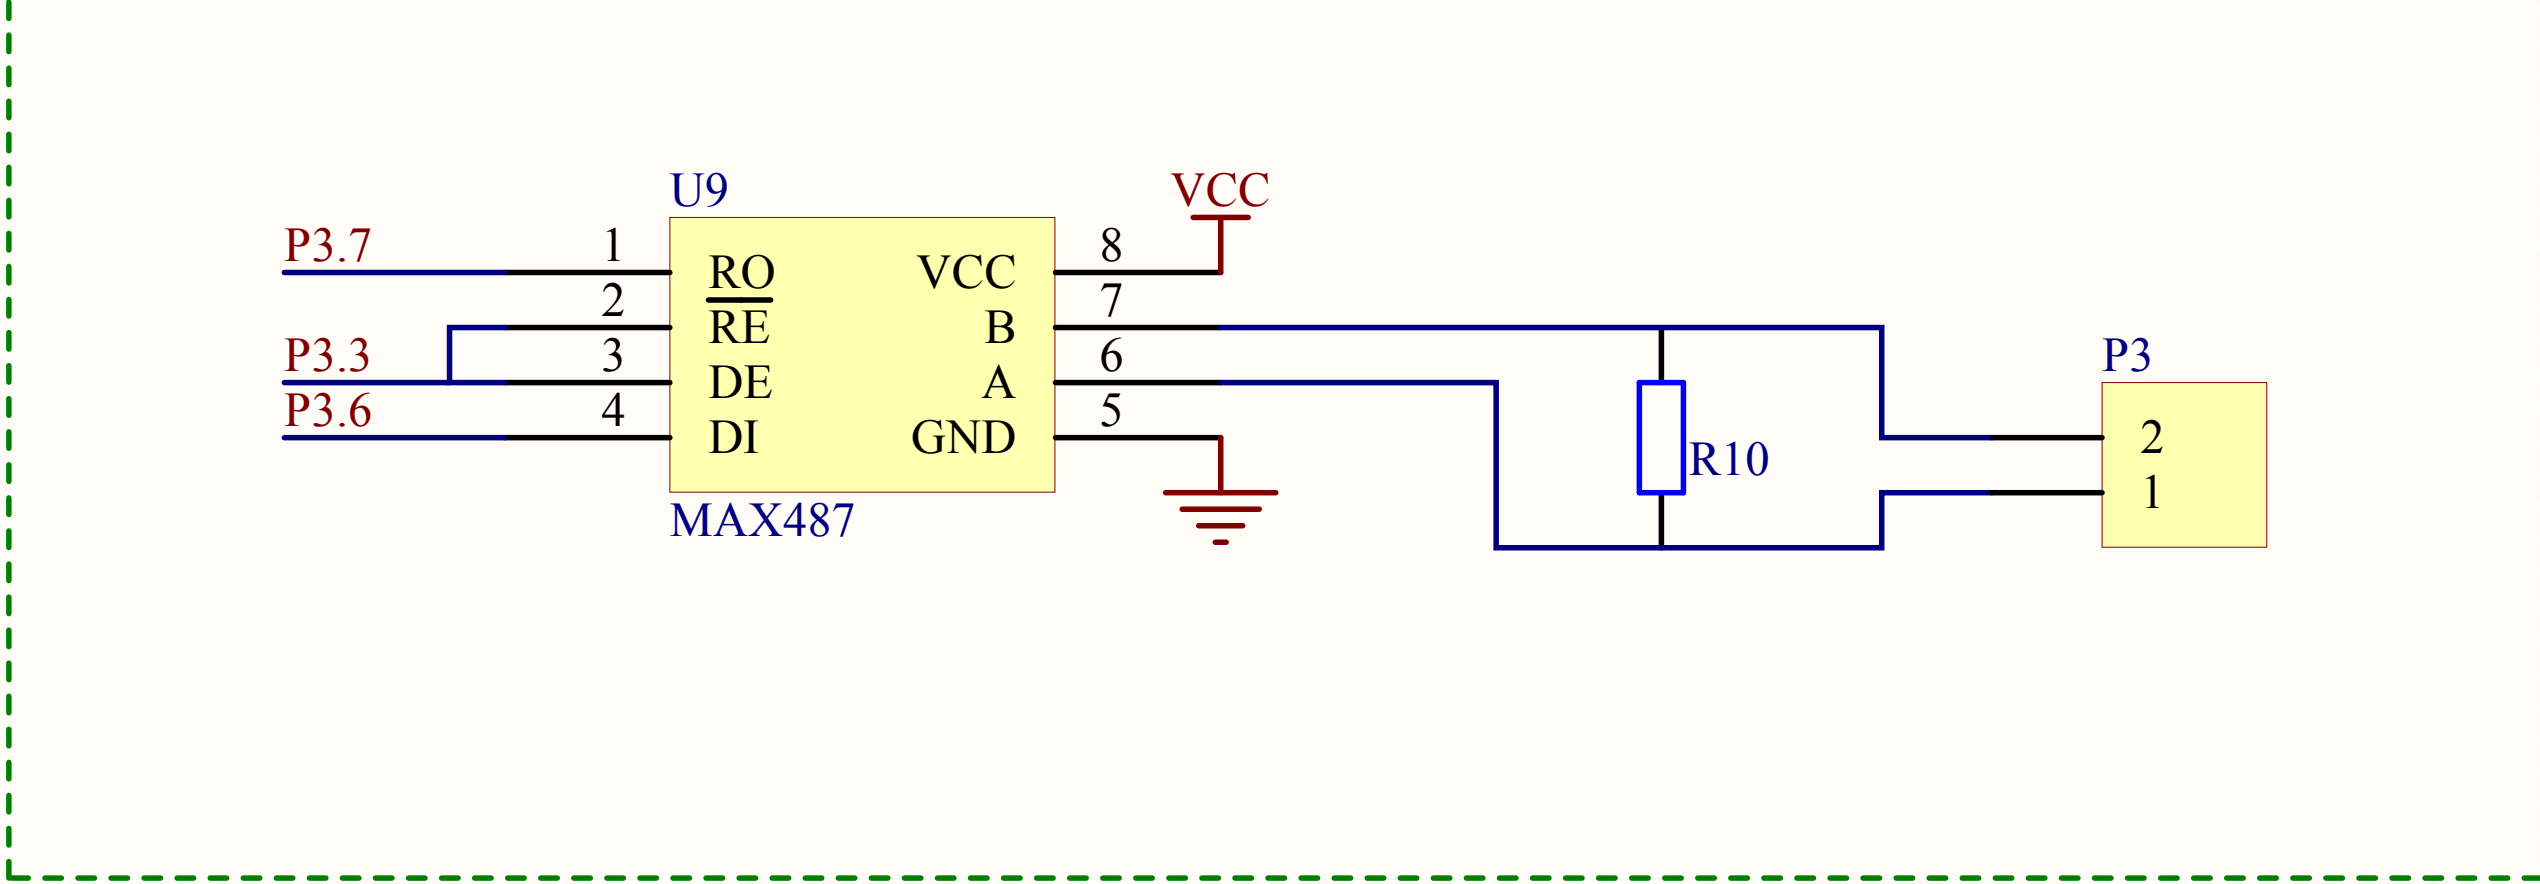 U9
VCC
P3.7
1
RO
VCC
8
2
RE
B
7
P3.3
3
DE
A
6
P3
P3.6
4
DI
GND
5
2
R10
1
MAX487